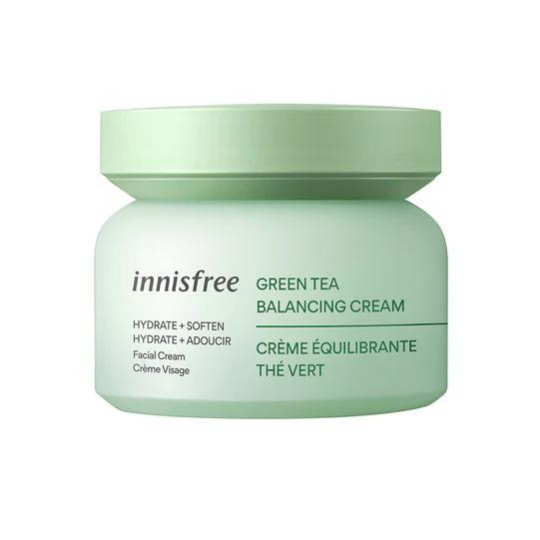 innisfree
HYDRATE + SOFTEN
HYDRATE + ADOUCIR
Facial Cream
Crème Visage
GREEN TEA
BALANCING CREAM
CRÈME ÉQUILIBRANTE
THÉ VERT